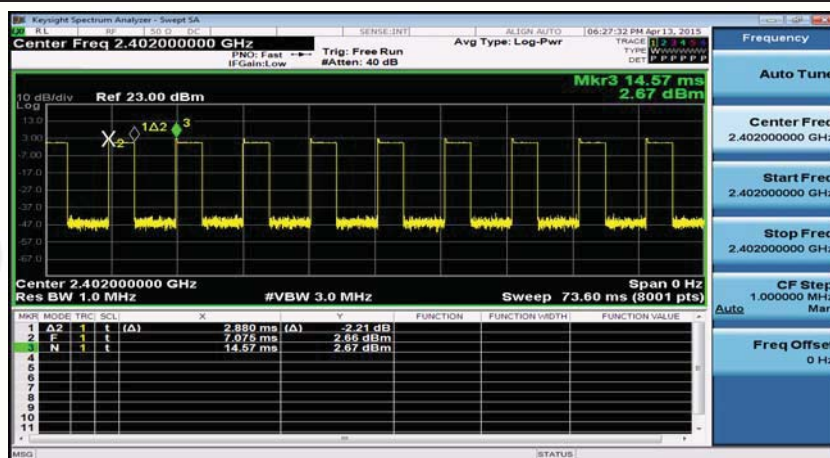 Keysight Spectrum Analyzer - Swept SA
RL RF 50 Ω DC SENSE:INT ALIGN AUTO 06:27:32 PM Apr 13, 2015
Center Freq 2.402000000 GHz
PNO: Fast
IFGain:Low
Trig: Free Run
#Atten: 40 dB
Avg Type: Log-Pwr
TRACE 1 2 3 4 5 6
TYPE WWWWWW
DET P P P P P P
Mkr3 14.57 ms
2.67 dBm
10 dB/div Ref 23.00 dBm
Log
13.0
3.00
-7.00
-17.0
-27.0
-37.0
-47.0
-57.0
-67.0
2
1Δ2
3
Center 2.402000000 GHz Span 0 Hz
Res BW 1.0 MHz #VBW 3.0 MHz Sweep 73.60 ms (8001 pts)
MKR MODE TRC SCL X Y FUNCTION FUNCTION WIDTH FUNCTION VALUE
1 Δ2 1 t (Δ) 2.880 ms (Δ) -2.21 dB
2 F 1 t 7.075 ms 2.66 dBm
3 N 1 t 14.57 ms 2.67 dBm
4
5
6
7
8
9
10
11
MSG STATUS
Frequency
Auto Tune
Center Freq
2.402000000 GHz
Start Freq
2.402000000 GHz
Stop Freq
2.402000000 GHz
CF Step
1.000000 MHz
Auto Man
Freq Offset
0 Hz